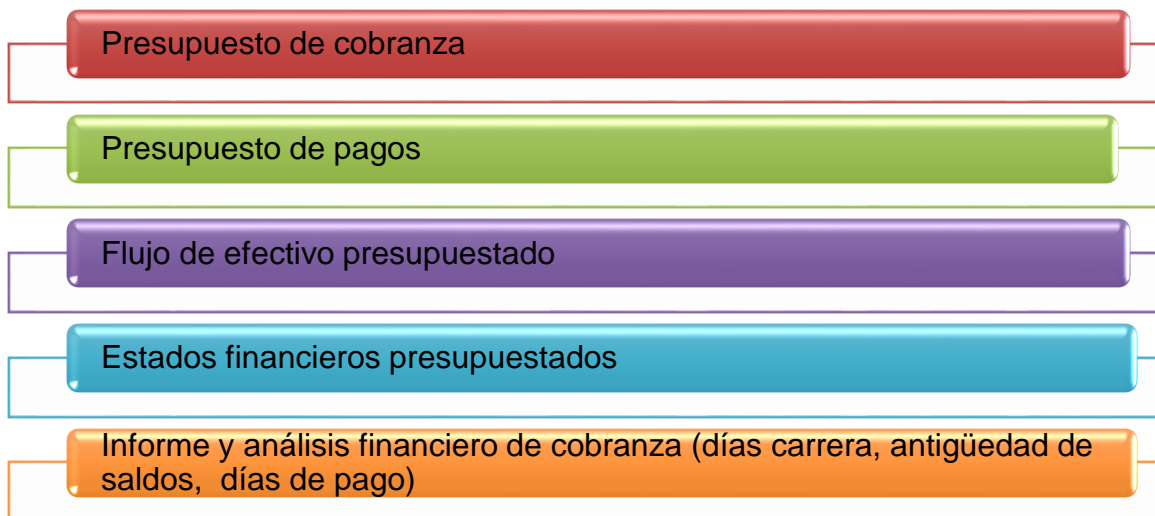 Presupuesto de cobranza
Presupuesto de pagos
Flujo de efectivo presupuestado
Estados financieros presupuestados
Informe y análisis financiero de cobranza (días carrera, antigüedad de
saldos, días de pago)